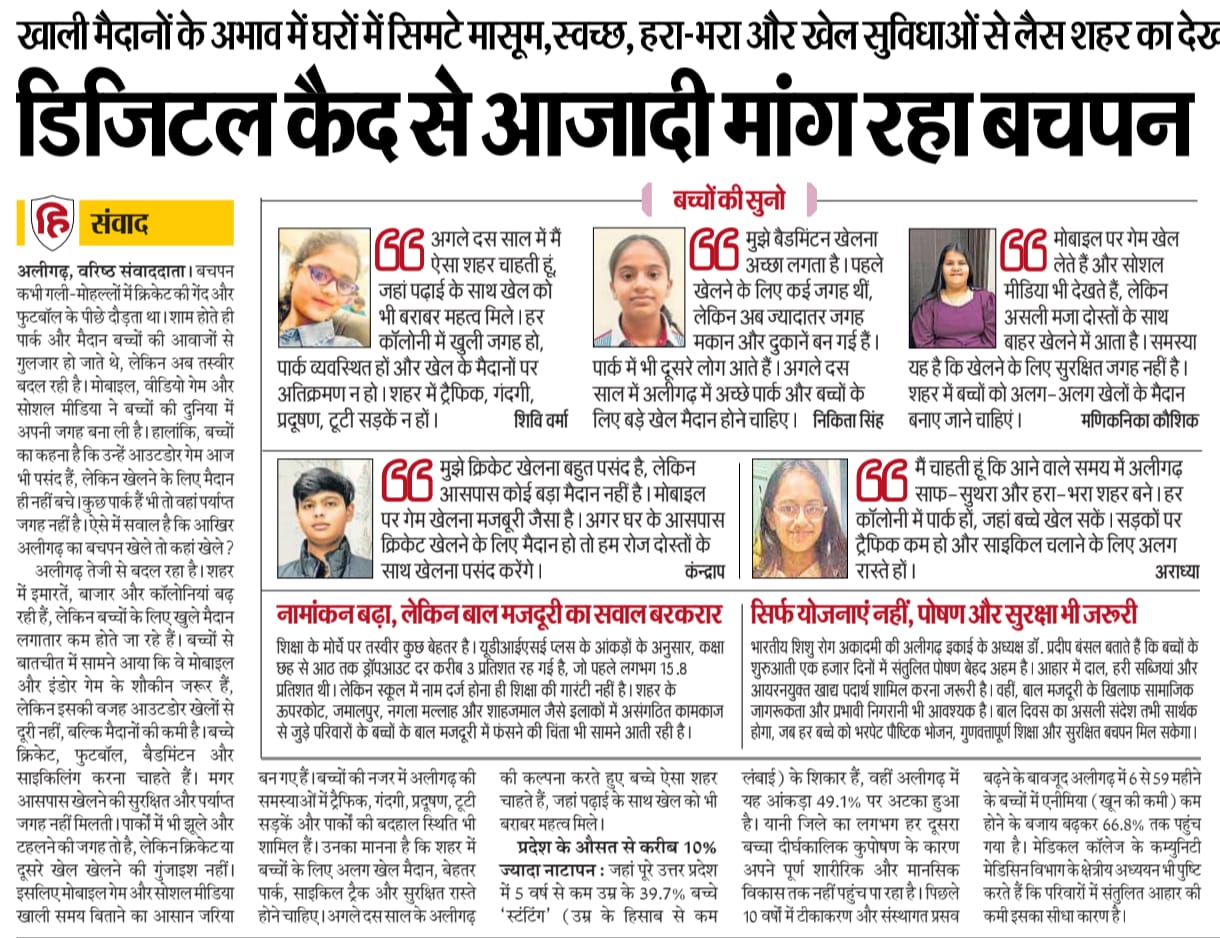 खाली मैदानों के अभाव में घरों में सिमटे मासूम,स्वच्छ, हरा-भरा और खेल सुविधाओं से लैस शहर का
डिजिटल कैद से आजादी मांग रहा बचपन
हि संवाद
अलीगढ़, वरिष्ठ संवाददाता। बचपन
कभी गली-मोहल्लों में क्रिकेट की गेंद और
फुटबॉल के पीछे दौड़ता था। शाम होते ही
पार्क और मैदान बच्चों की आवाजों से
गुलजार हो जाते थे, लेकिन अब तस्वीर
बदल रही है। मोबाइल, वीडियो गेम और
सोशल मीडिया ने बच्चों की दुनिया में
अपनी जगह बना ली है। हालांकि, बच्चों
का कहना है कि उन्हें आउटडोर गेम आज
भी पसंद हैं, लेकिन खेलने के लिए मैदान
ही नहीं बचे। कुछ पार्क हैं भी तो वहां पर्याप्त
जगह नहीं है। ऐसे में सवाल है कि आखिर
अलीगढ़ का बचपन खेले तो कहां खेले?
अलीगढ़ तेजी से बदल रहा है। शहर
में इमारतें, बाजार और कॉलोनियां बढ़
रही हैं, लेकिन बच्चों के लिए खुले मैदान
लगातार कम होते जा रहे हैं। बच्चों से
बातचीत में सामने आया कि वे मोबाइल
और इंडोर गेम के शौकीन जरूर हैं,
लेकिन इसकी वजह आउटडोर खेलों से
दूरी नहीं, बल्कि मैदानों की कमी है। बच्चे
क्रिकेट, फुटबॉल, बैडमिंटन और
साइकिलिंग करना चाहते हैं। मगर
आसपास खेलने की सुरक्षित और पर्याप्त
जगह नहीं मिलती। पार्कों में भी झूले और
टहलने की जगह तो है, लेकिन क्रिकेट या
दूसरे खेल खेलने की गुंजाइश नहीं।
इसलिए मोबाइल गेम और सोशल मीडिया
खाली समय बिताने का आसान जरिया
बच्चों की सुनो
अगले दस साल में मैं
ऐसा शहर चाहती हूं,
जहां पढ़ाई के साथ खेल को
भी बराबर महत्व मिले। हर
कॉलोनी में खुली जगह हो,
पार्क व्यवस्थित हों और खेल के मैदानों पर
अतिक्रमण न हो। शहर में ट्रैफिक, गंदगी,
प्रदूषण, टूटी सड़कें न हों। शिवि वर्मा
मुझे बैडमिंटन खेलना
अच्छा लगता है। पहले
खेलने के लिए कई जगह थीं,
लेकिन अब ज्यादातर जगह
मकान और दुकानें बन गई हैं।
पार्क में भी दूसरे लोग आते हैं। अगले दस
साल में अलीगढ़ में अच्छे पार्क और बच्चों के
लिए बड़े खेल मैदान होने चाहिए। निकिता सिंह
मोबाइल पर गेम खेल
लेते हैं और सोशल
मीडिया भी देखते हैं, लेकिन
असली मजा दोस्तों के साथ
बाहर खेलने में आता है। समस्या
यह है कि खेलने के लिए सुरक्षित जगह नहीं है।
शहर में बच्चों को अलग-अलग खेलों के मैदान
बनाए जाने चाहिएं। मणिकनिका कौशिक
मुझे क्रिकेट खेलना बहुत पसंद है, लेकिन
आसपास कोई बड़ा मैदान नहीं है। मोबाइल
पर गेम खेलना मजबूरी जैसा है। अगर घर के आसपास
क्रिकेट खेलने के लिए मैदान हो तो हम रोज दोस्तों के
साथ खेलना पसंद करेंगे। कंन्द्राप
मैं चाहती हूं कि आने वाले समय में अलीगढ़
साफ-सुथरा और हरा-भरा शहर बने। हर
कॉलोनी में पार्क हों, जहां बच्चे खेल सकें। सड़कों पर
ट्रैफिक कम हो और साइकिल चलाने के लिए अलग
रास्ते हों। अराध्या
नामांकन बढ़ा, लेकिन बाल मजदूरी का सवाल बरकरार
शिक्षा के मोर्चे पर तस्वीर कुछ बेहतर है। यूडीआईएसई प्लस के आंकड़ों के अनुसार, कक्षा
छह से आठ तक ड्रॉपआउट दर करीब 3 प्रतिशत रह गई है, जो पहले लगभग 15.8
प्रतिशत थी। लेकिन स्कूल में नाम दर्ज होना ही शिक्षा की गारंटी नहीं है। शहर के
ऊपरकोट, जमालपुर, नगला मल्लाह और शाहजमाल जैसे इलाकों में असंगठित कामकाज
से जुड़े परिवारों के बच्चों के बाल मजदूरी में फंसने की चिंता भी सामने आती रही है।
सिर्फ योजनाएं नहीं, पोषण और सुरक्षा भी जरूरी
भारतीय शिशु रोग अकादमी की अलीगढ़ इकाई के अध्यक्ष डॉ. प्रदीप बंसल बताते हैं कि बच्चों के
शुरुआती एक हजार दिनों में संतुलित पोषण बेहद अहम है। आहार में दाल, हरी सब्जियां और
आयरनयुक्त खाद्य पदार्थ शामिल करना जरूरी है। वहीं, बाल मजदूरी के खिलाफ सामाजिक
जागरूकता और प्रभावी निगरानी भी आवश्यक है। बाल दिवस का असली संदेश तभी सार्थक
होगा, जब हर बच्चे को भरपेट पौष्टिक भोजन, गुणवत्तापूर्ण शिक्षा और सुरक्षित बचपन मिल सकेगा।
बन गए हैं। बच्चों की नजर में अलीगढ़ की
समस्याओं में ट्रैफिक, गंदगी, प्रदूषण, टूटी
सड़कें और पार्कों की बदहाल स्थिति भी
शामिल हैं। उनका मानना है कि शहर में
बच्चों के लिए अलग खेल मैदान, बेहतर
पार्क, साइकिल ट्रैक और सुरक्षित रास्ते
होने चाहिए। अगले दस साल के अलीगढ़
की कल्पना करते हुए बच्चे ऐसा शहर
चाहते हैं, जहां पढ़ाई के साथ खेल को भी
बराबर महत्व मिले।
प्रदेश के औसत से करीब 10%
ज्यादा नाटापन : जहां पूरे उत्तर प्रदेश
में 5 वर्ष से कम उम्र के 39.7% बच्चे
'स्टंटिंग' (उम्र के हिसाब से कम
लंबाई) के शिकार हैं, वहीं अलीगढ़ में
यह आंकड़ा 49.1% पर अटका हुआ
है। यानी जिले का लगभग हर दूसरा
बच्चा दीर्घकालिक कुपोषण के कारण
अपने पूर्ण शारीरिक और मानसिक
विकास तक नहीं पहुंच पा रहा है। पिछले
10 वर्षों में टीकाकरण और संस्थागत प्रसव
बढ़ने के बावजूद अलीगढ़ में 6 से 59 महीने
के बच्चों में एनीमिया (खून की कमी) कम
होने के बजाय बढ़कर 66.8% तक पहुंच
गया है। मेडिकल कॉलेज के कम्युनिटी
मेडिसिन विभाग के क्षेत्रीय अध्ययन भी पुष्टि
करते हैं कि परिवारों में संतुलित आहार की
कमी इसका सीधा कारण है।